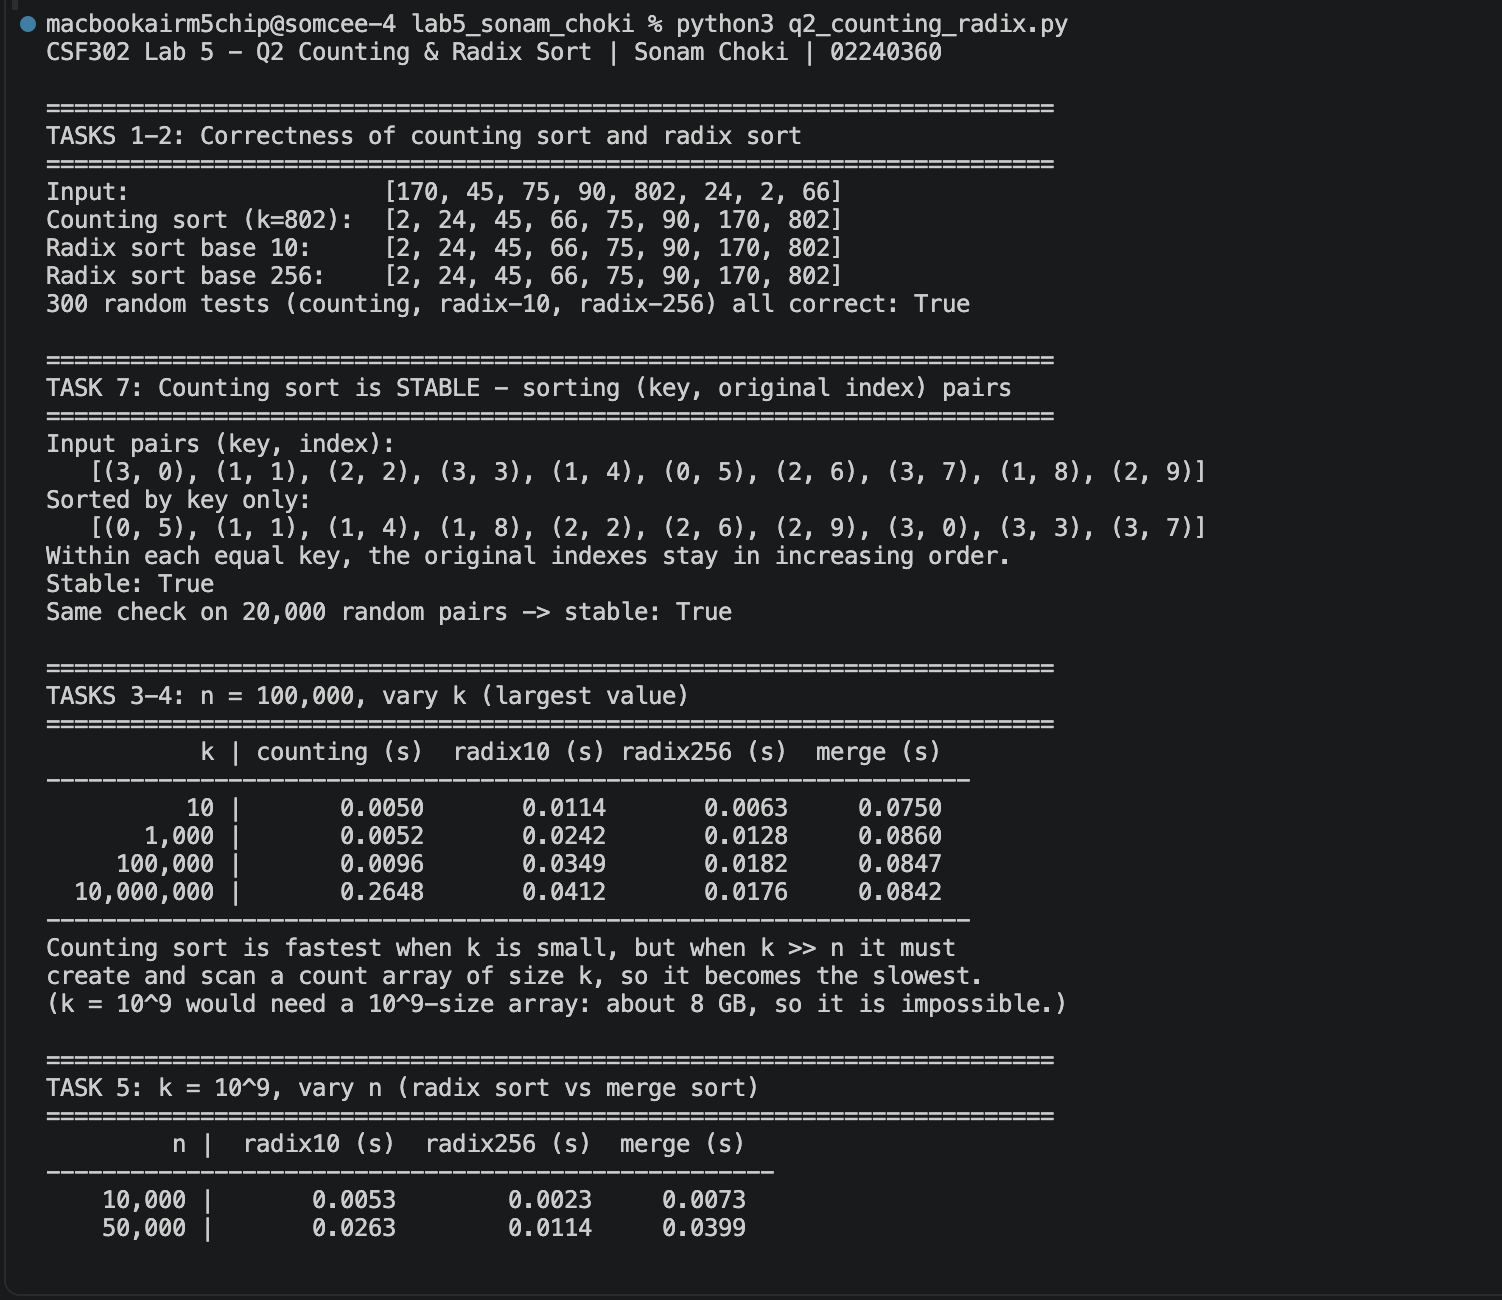 macbookairm5chip@somcee-4 lab5_sonam_choki % python3 q2_counting_radix.py
CSF302 Lab 5 - Q2 Counting & Radix Sort | Sonam Choki | 02240360
========================================================================
TASKS 1-2: Correctness of counting sort and radix sort
========================================================================
Input:                  [170, 45, 75, 90, 802, 24, 2, 66]
Counting sort (k=802):  [2, 24, 45, 66, 75, 90, 170, 802]
Radix sort base 10:     [2, 24, 45, 66, 75, 90, 170, 802]
Radix sort base 256:    [2, 24, 45, 66, 75, 90, 170, 802]
300 random tests (counting, radix-10, radix-256) all correct: True
========================================================================
TASK 7: Counting sort is STABLE - sorting (key, original index) pairs
========================================================================
Input pairs (key, index):
   [(3, 0), (1, 1), (2, 2), (3, 3), (1, 4), (0, 5), (2, 6), (3, 7), (1, 8), (2, 9)]
Sorted by key only:
   [(0, 5), (1, 1), (1, 4), (1, 8), (2, 2), (2, 6), (2, 9), (3, 0), (3, 3), (3, 7)]
Within each equal key, the original indexes stay in increasing order.
Stable: True
Same check on 20,000 random pairs -> stable: True
========================================================================
TASKS 3-4: n = 100,000, vary k (largest value)
========================================================================
           k | counting (s)  radix10 (s) radix256 (s)  merge (s)
------------------------------------------------------------------
          10 |       0.0050       0.0114       0.0063     0.0750
       1,000 |       0.0052       0.0242       0.0128     0.0860
     100,000 |       0.0096       0.0349       0.0182     0.0847
  10,000,000 |       0.2648       0.0412       0.0176     0.0842
------------------------------------------------------------------
Counting sort is fastest when k is small, but when k >> n it must
create and scan a count array of size k, so it becomes the slowest.
(k = 10^9 would need a 10^9-size array: about 8 GB, so it is impossible.)
========================================================================
TASK 5: k = 10^9, vary n (radix sort vs merge sort)
========================================================================
         n |  radix10 (s)  radix256 (s)  merge (s)
----------------------------------------------------
    10,000 |       0.0053        0.0023     0.0073
    50,000 |       0.0263        0.0114     0.0399